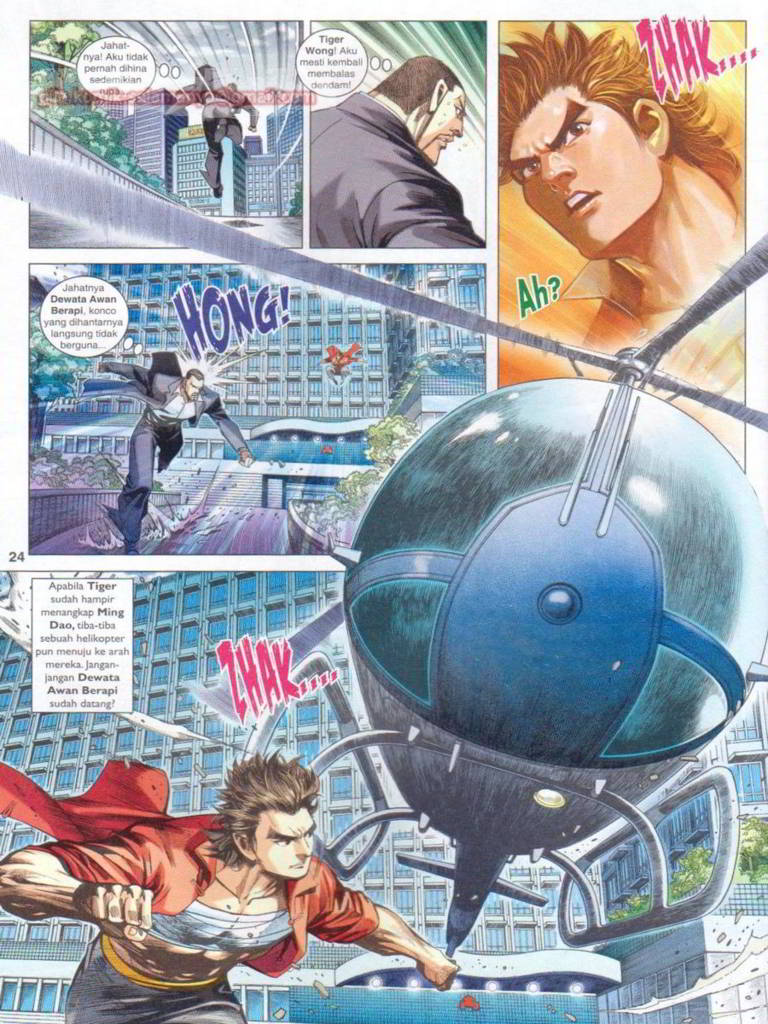 Jahat-
nya! Aku tidak
pernah dihina
sedemikian
rupa...
Tiger
Wong! Aku
mesti kembali
membalas
dendam!
ZHAK....
Ah?
Jahatnya
Dewata Awan
Berapi, konco
yang dihantarnya
langsung tidak
berguna...
HONG!
24
Apabila Tiger
sudah hampir
menangkap Ming
Dao, tiba-tiba
sebuah helikopter
pun menuju ke arah
mereka. Jangan-
jangan Dewata
Awan Berapi
sudah datang?
ZHAK....